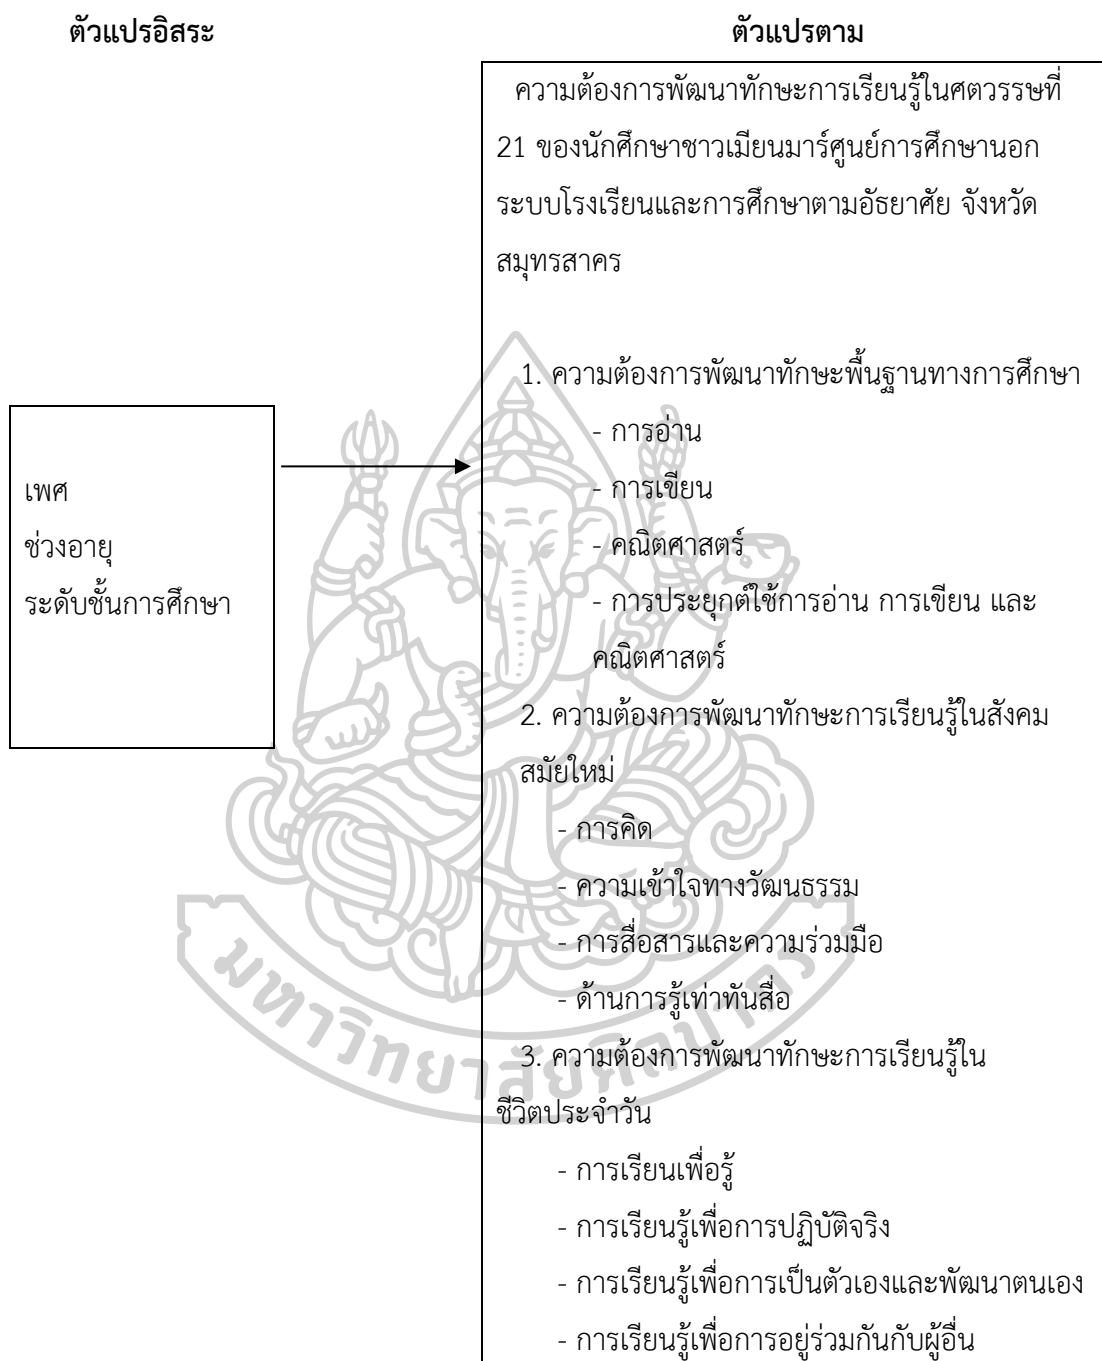 ตัวแปรอิสระ
ตัวแปรตาม
เพศ
ช่วงอายุ
ระดับชั้นการศึกษา
ความต้องการพัฒนาทักษะการเรียนรู้ในศตวรรษที่
21 ของนักศึกษาชาวเมียนมาร์ศูนย์การศึกษานอก
ระบบโรงเรียนและการศึกษาตามอัธยาศัย จังหวัด
สมุทรสาคร
1. ความต้องการพัฒนาทักษะพื้นฐานทางการศึกษา
- การอ่าน
- การเขียน
- คณิตศาสตร์
- การประยุกต์ใช้การอ่าน การเขียน และ
คณิตศาสตร์
2. ความต้องการพัฒนาทักษะการเรียนรู้ในสังคม
สมัยใหม่
- การคิด
- ความเข้าใจทางวัฒนธรรม
- การสื่อสารและความร่วมมือ
- ด้านการรู้เท่าทันสื่อ
3. ความต้องการพัฒนาทักษะการเรียนรู้ใน
ชีวิตประจำวัน
- การเรียนเพื่อรู้
- การเรียนรู้เพื่อการปฏิบัติจริง
- การเรียนรู้เพื่อการเป็นตัวเองและพัฒนาตนเอง
- การเรียนรู้เพื่อการอยู่ร่วมกันกับผู้อื่น
มหาวิทยาลัยศิลปากร